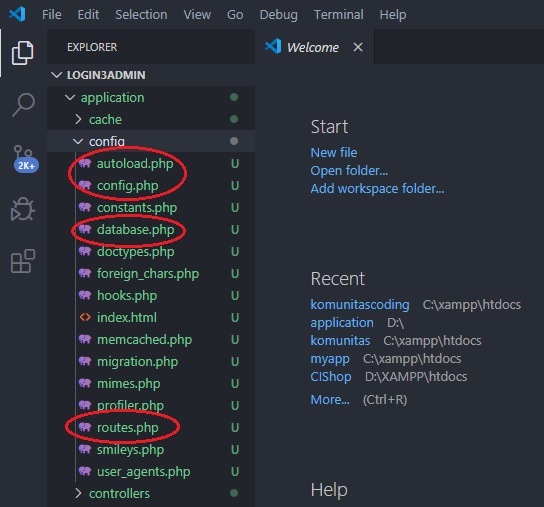 File Edit Selection View Go Debug Terminal Help
EXPLORER
LOGIN3ADMIN
application
cache
config
autoload.php U
config.php U
constants.php U
database.php U
doctypes.php U
foreign_chars.php U
hooks.php U
index.html U
memcached.php U
migration.php U
mimes.php U
profiler.php U
routes.php U
smileys.php U
user_agents.php U
controllers
2K+
Welcome
Start
New file
Open folder...
Add workspace folder...
Recent
komunitascoding C:\xampp\htdocs
application D:\
komunitas C:\xampp\htdocs
myapp C:\xampp\htdocs
CIShop D:\XAMPP\htdocs
More... (Ctrl+R)
Help